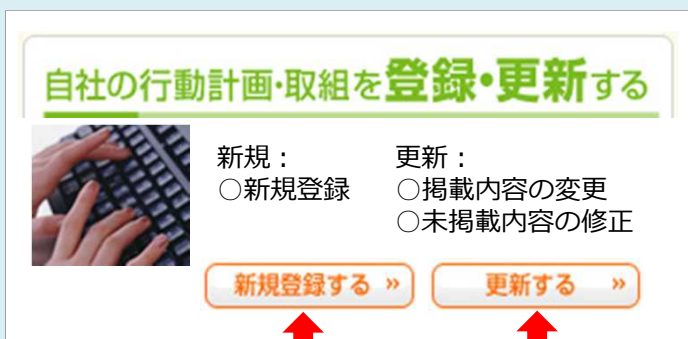 自社の行動計画・取組を登録・更新する
新規：
○新規登録
更新：
○掲載内容の変更
○未掲載内容の修正
新規登録する »
更新する »